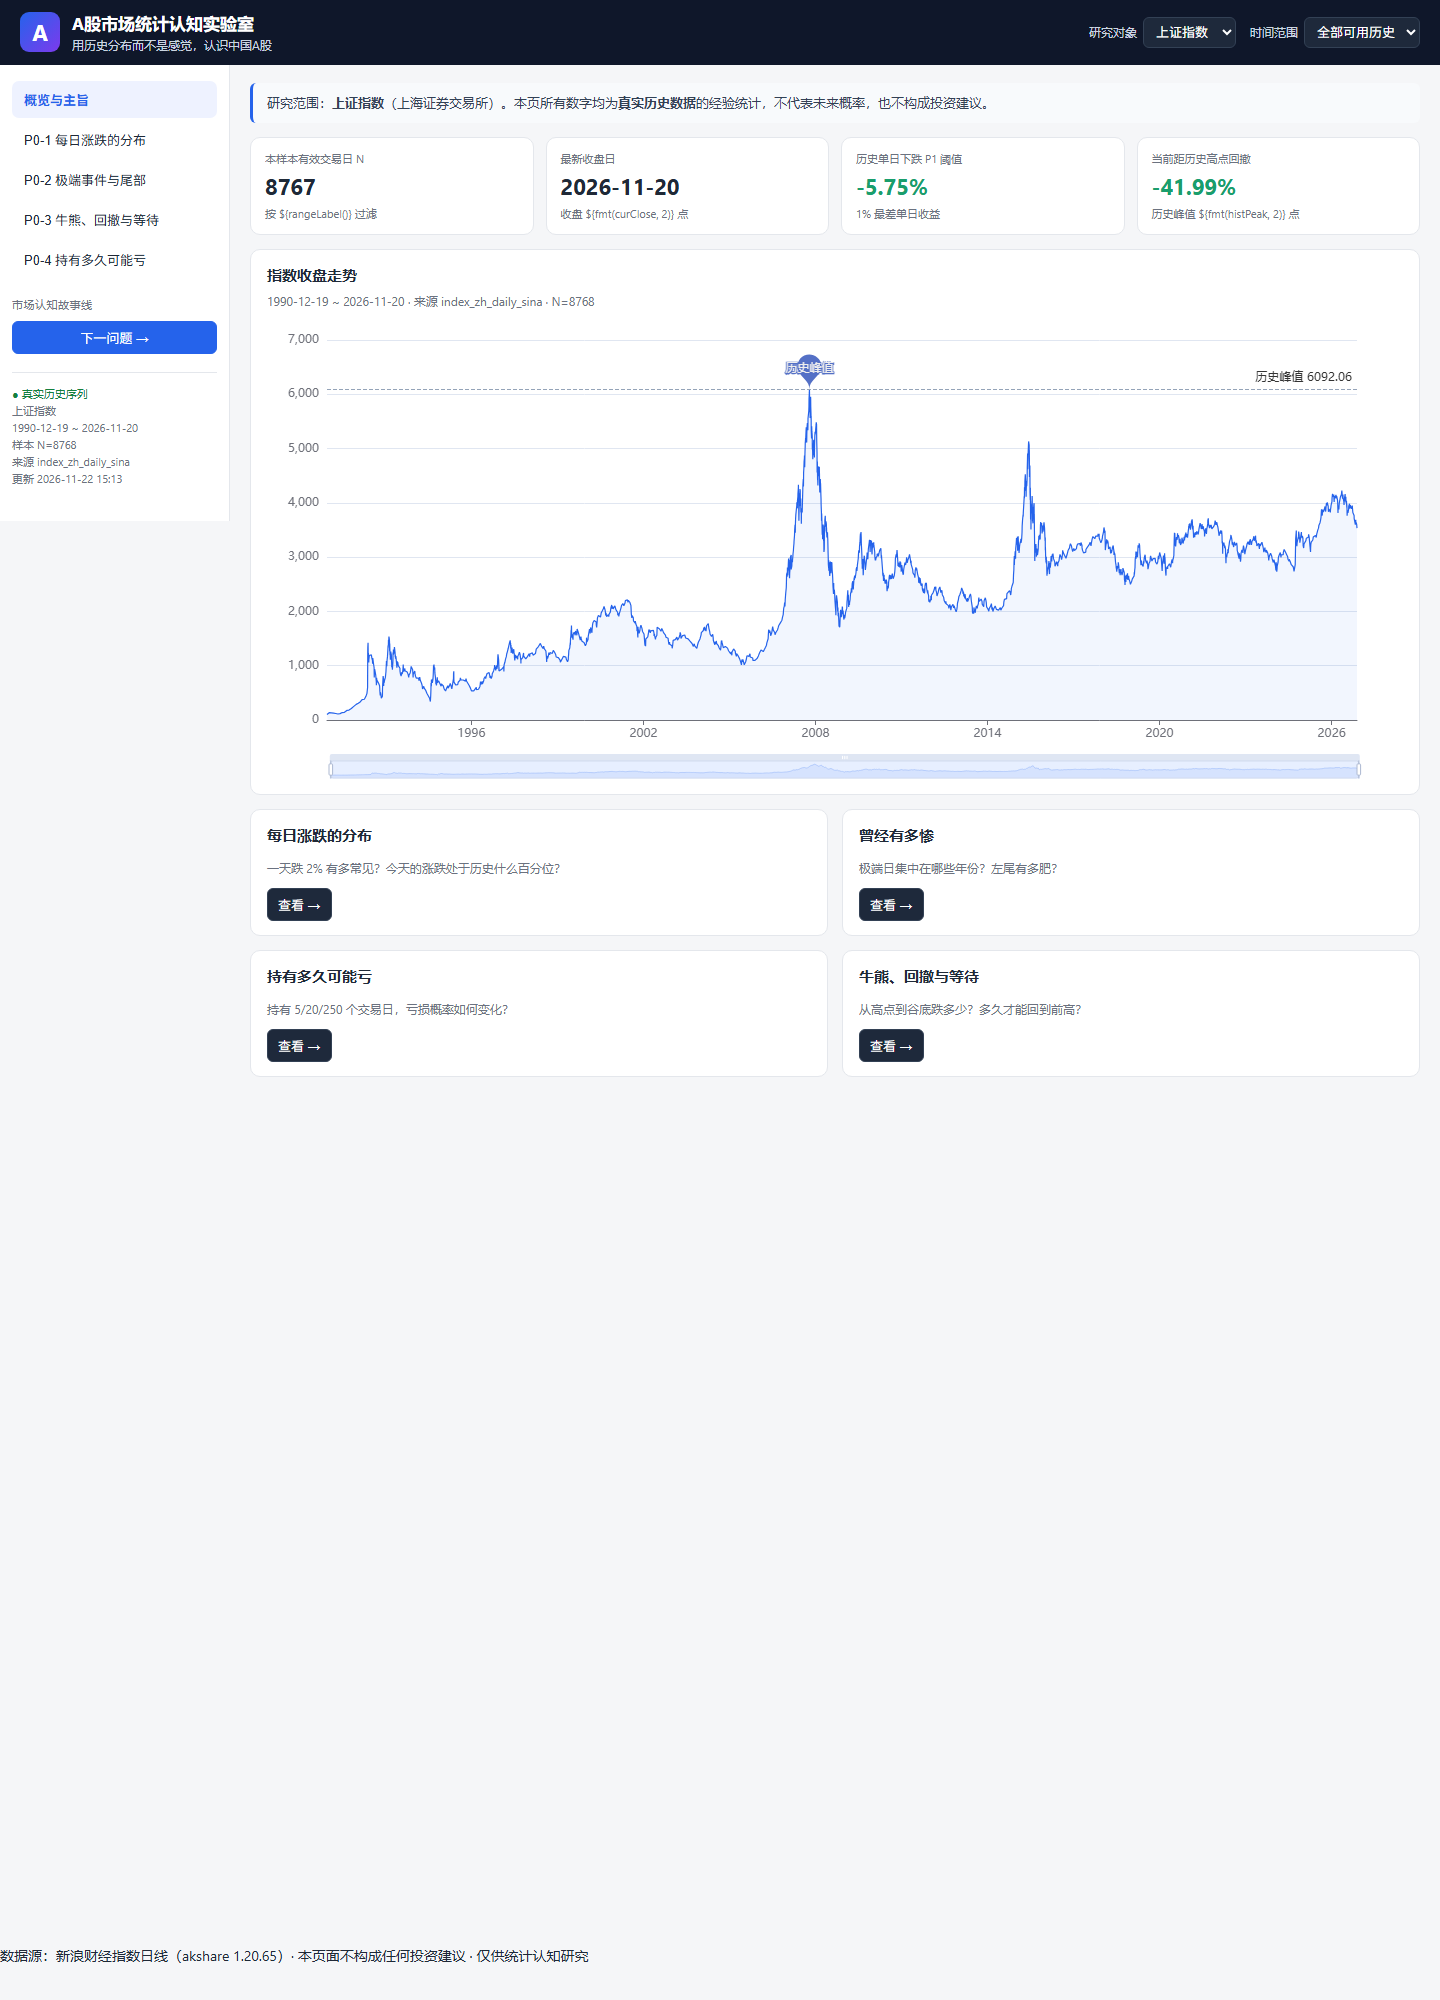 A
A股市场统计认知实验室
用历史分布而不是感觉，认识中国A股
研究对象 上证指数 时间范围 全部可用历史
概览与主旨
P0-1 每日涨跌的分布
P0-2 极端事件与尾部
P0-3 牛熊、回撤与等待
P0-4 持有多久可能亏
市场认知故事线
下一问题 →
● 真实历史序列
上证指数
1990-12-19 ~ 2026-11-20
样本 N=8768
来源 index_zh_daily_sina
更新 2026-11-22 15:13
研究范围：上证指数（上海证券交易所）。本页所有数字均为真实历史数据的经验统计，不代表未来概率，也不构成投资建议。
本样本有效交易日 N
8767
按 ${rangeLabel()} 过滤
最新收盘日
2026-11-20
收盘 ${fmt(curClose, 2)} 点
历史单日下跌 P1 阈值
-5.75%
1% 最差单日收益
当前距历史高点回撤
-41.99%
历史峰值 ${fmt(histPeak, 2)} 点
指数收盘走势
1990-12-19 ~ 2026-11-20 · 来源 index_zh_daily_sina · N=8768
7,000
历史峰值
历史峰值 6092.06
6,000
5,000
4,000
3,000
2,000
1,000
0
1996 2002 2008 2014 2020 2026
每日涨跌的分布
一天跌 2% 有多常见？今天的涨跌处于历史什么百分位？
查看 →
曾经有多惨
极端日集中在哪些年份？左尾有多肥？
查看 →
持有多久可能亏
持有 5/20/250 个交易日，亏损概率如何变化？
查看 →
牛熊、回撤与等待
从高点到谷底跌多少？多久才能回到前高？
查看 →
数据源：新浪财经指数日线（akshare 1.20.65）· 本页面不构成任何投资建议 · 仅供统计认知研究